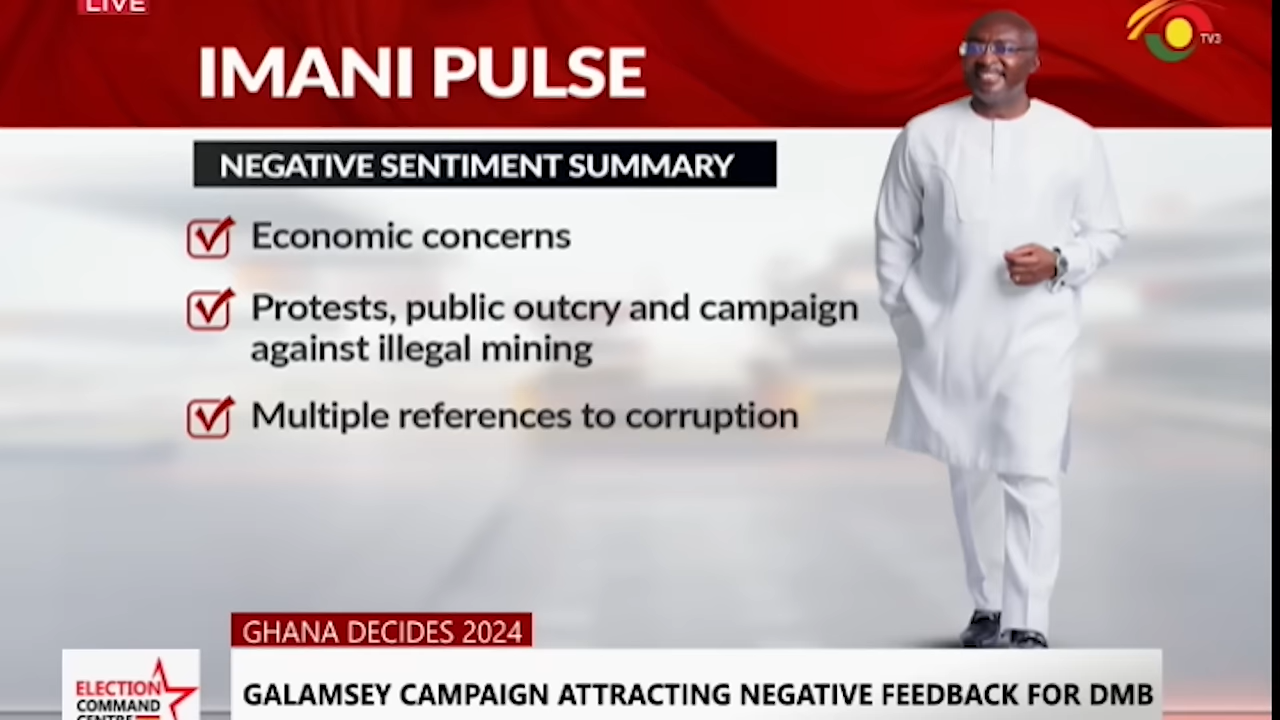 LIVE
IMANI PULSE
TV3
NEGATIVE SENTIMENT SUMMARY
Economic concerns
Protests, public outcry and campaign
against illegal mining
Multiple references to corruption
GHANA DECIDES 2024
ELECTION
COMMAND
CENTRE
GALAMSEY CAMPAIGN ATTRACTING NEGATIVE FEEDBACK FOR DMB